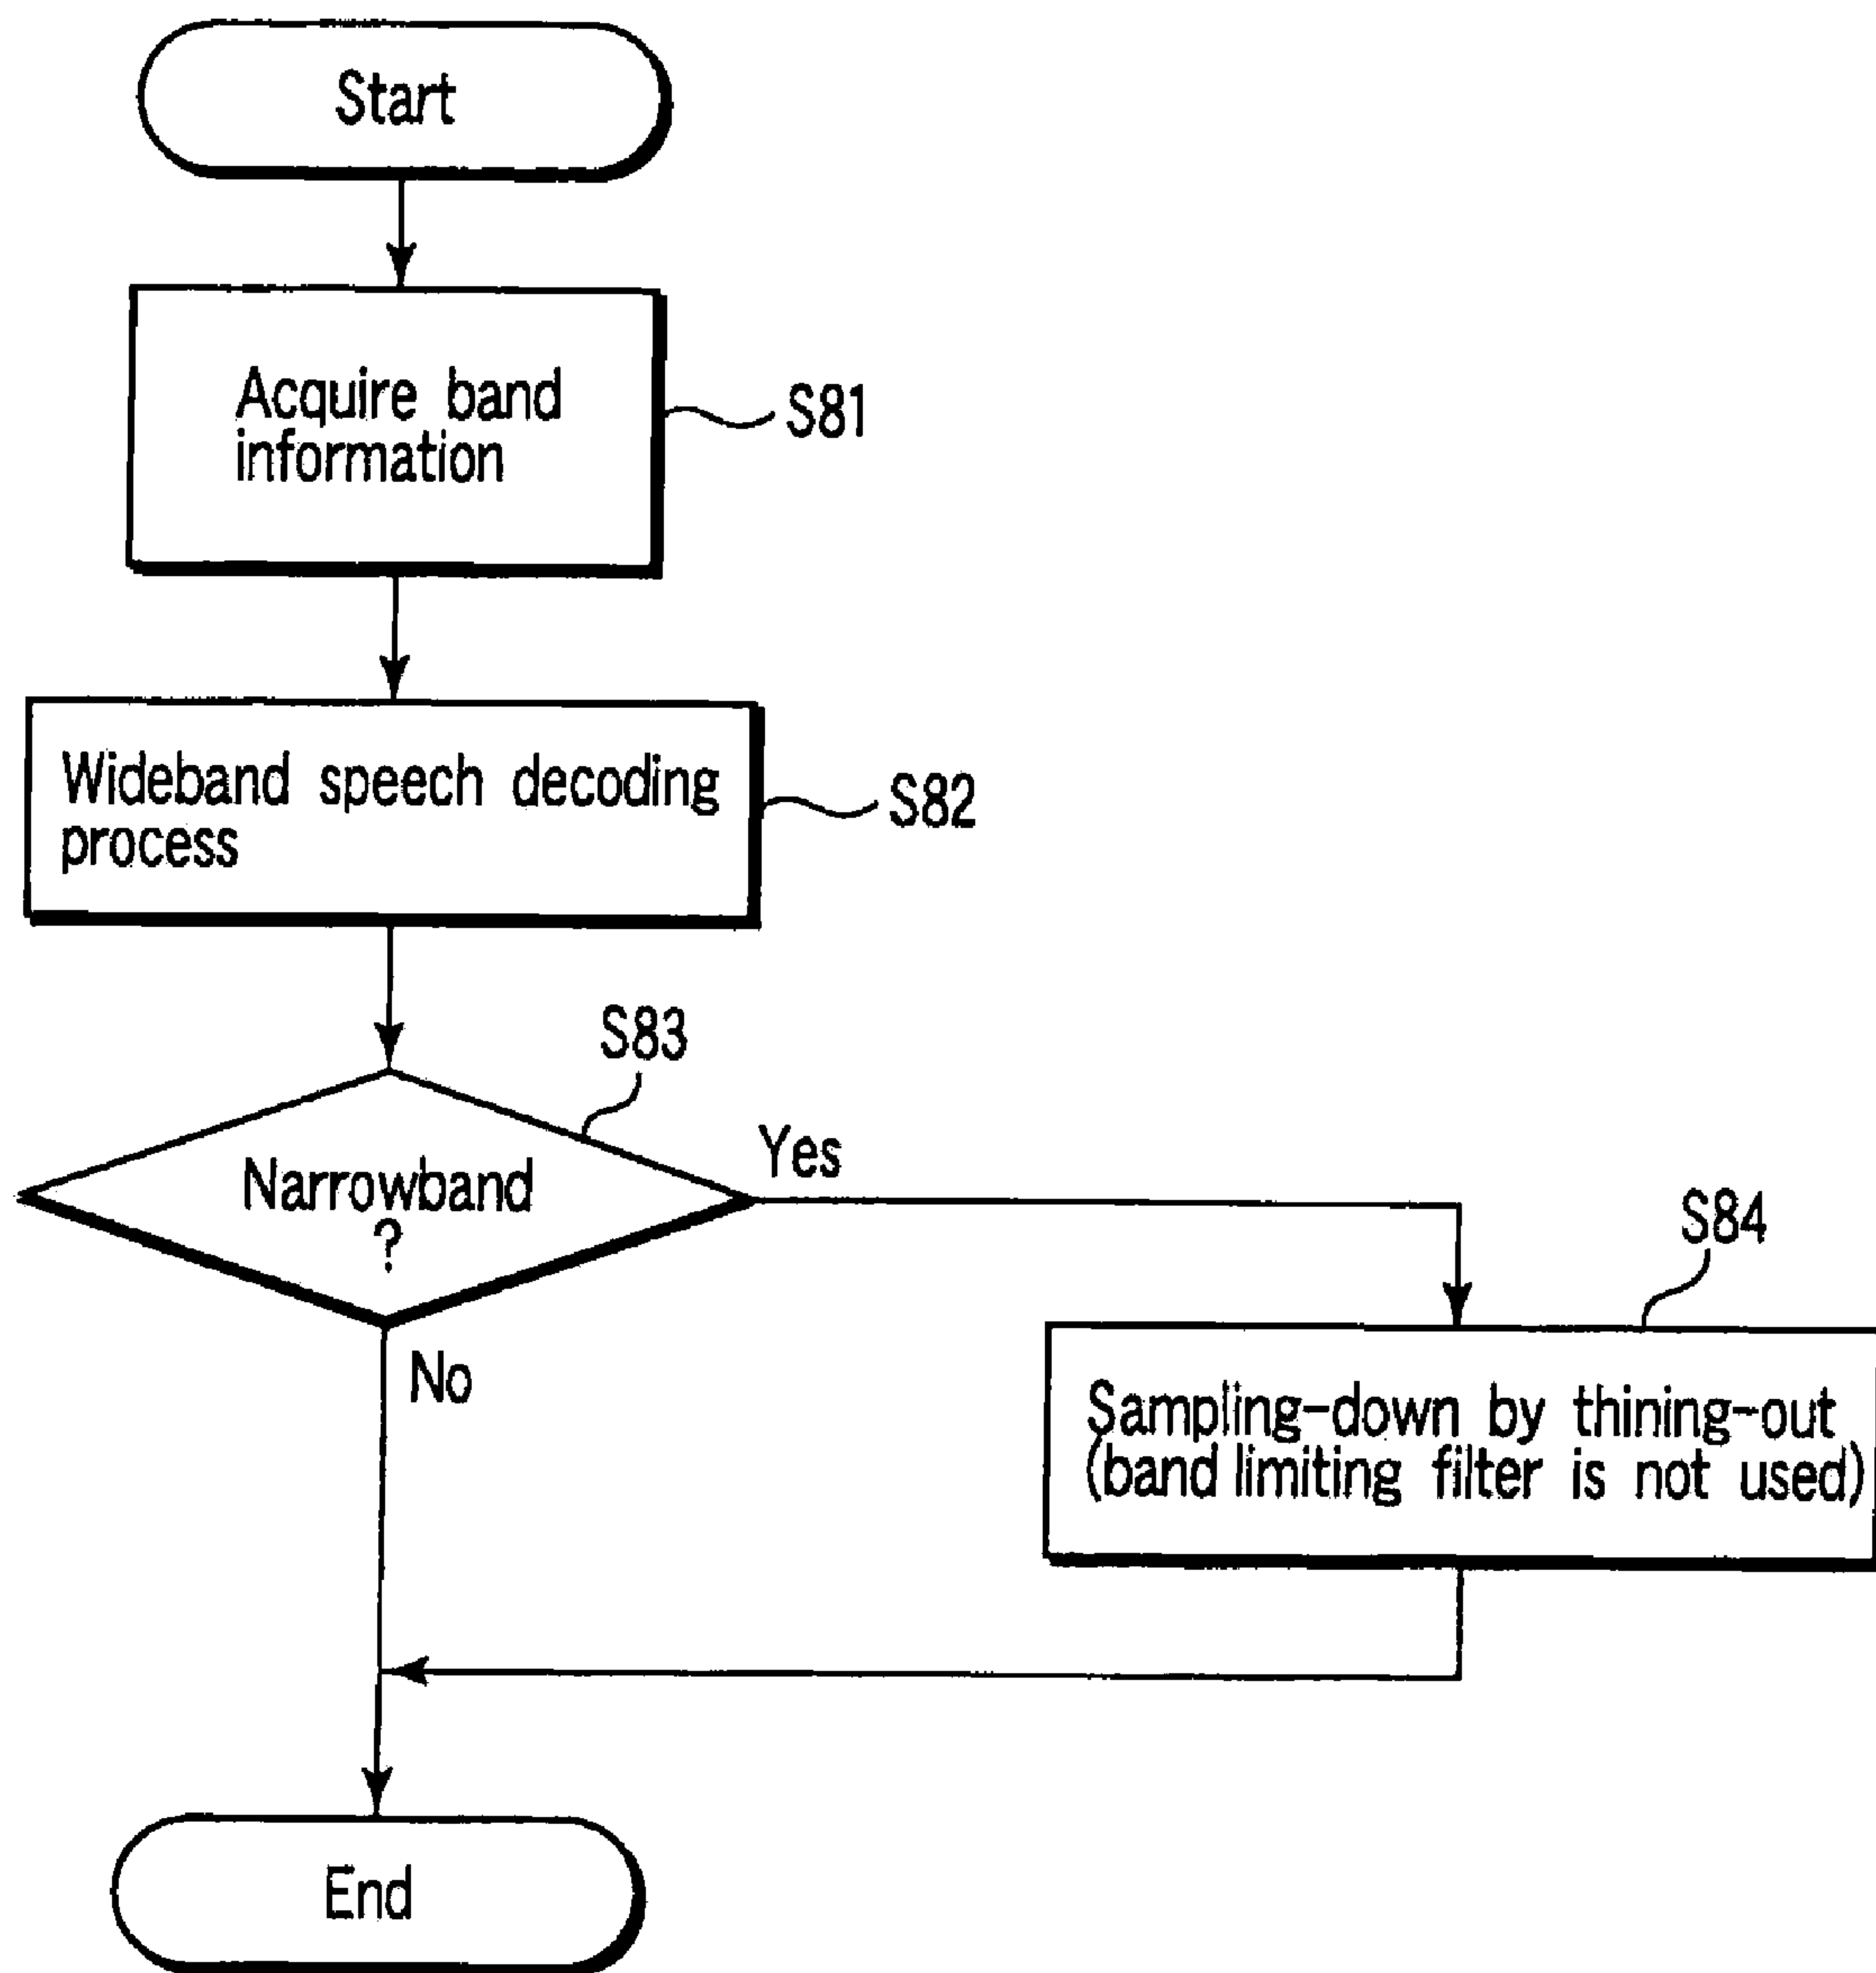 Start
Acquire band
information
S81
Wideband speech decoding
process
S82
S83
Narrowband
?
Yes
No
S84
Sampling-down by thining-out
(band limiting filter is not used)
End